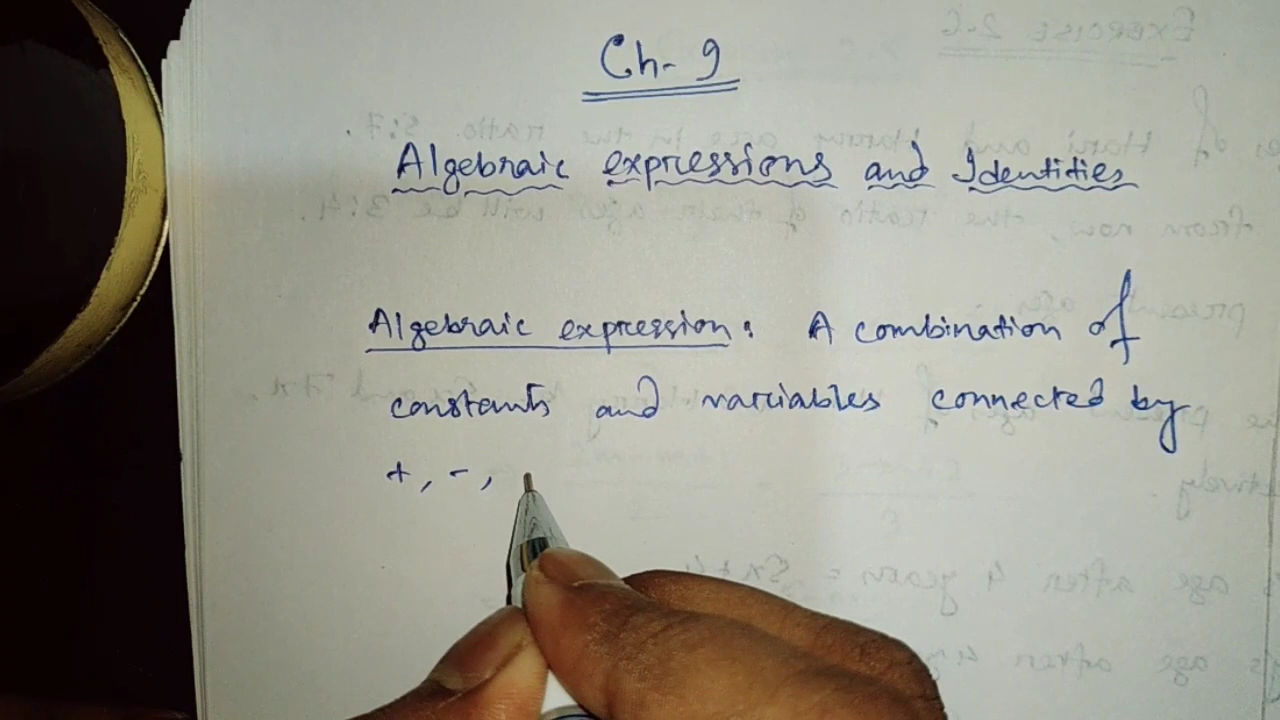 Ch-9
Algebraic expressions and Identities
Algebraic expression: A combination of
constants and variables connected by
+, -,